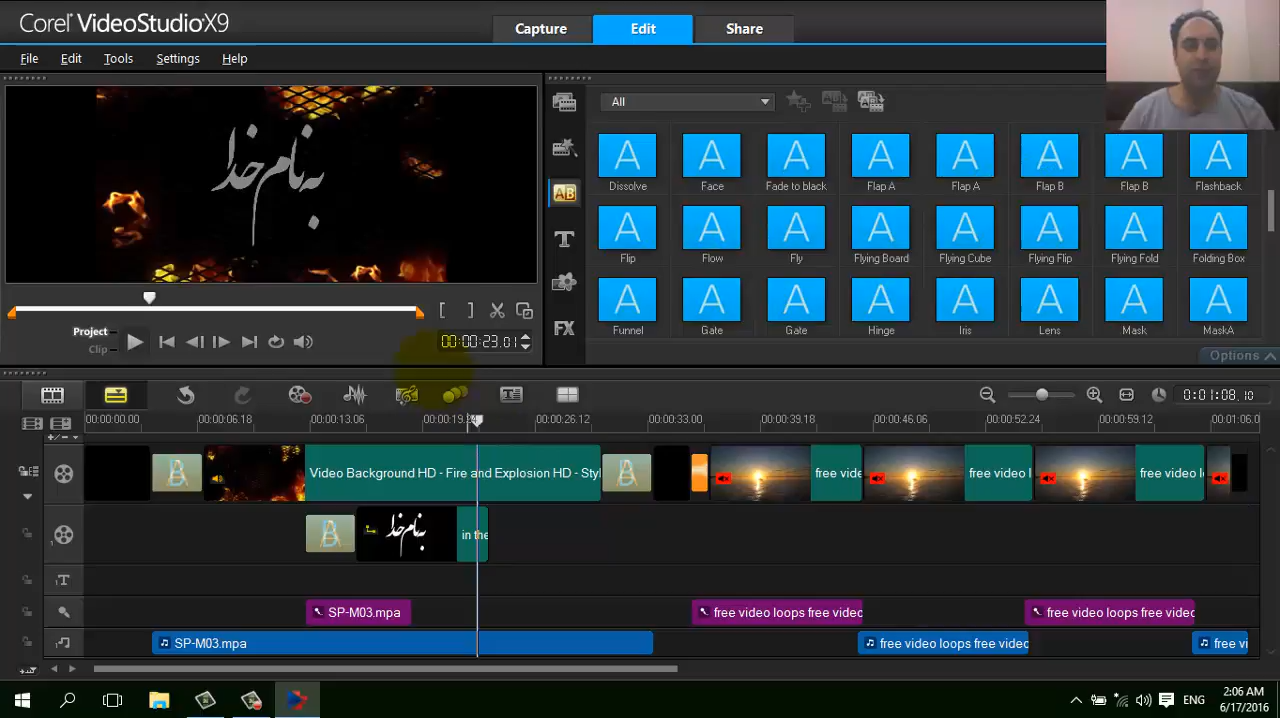 Corel VideoStudio X9
Capture Edit Share
File Edit Tools Settings Help
All
به نام خدا
Dissolve Face Fade to black Flap A Flap A Flap B Flap B Flashback
Flip Flow Fly Flying Board Flying Cube Flying Flip Flying Fold Folding Box
Funnel Gate Gate Hinge Iris Lens Mask MaskA
Project
Clip
00:00:23.01
Options
0:01:08.10
00:00:00.00 00:00:06.18 00:00:13.06 00:00:19. 00:00:26.12 00:00:33.00 00:00:39.18 00:00:46.06 00:00:52.24 00:00:59.12 00:01:06.0
Video Background HD - Fire and Explosion HD - Styl free vide free video l free video l
به نام خدا in the
SP-M03.mpa free video loops free video free video loops free video
SP-M03.mpa free video loops free video free vi
ENG
2:06 AM
6/17/2016